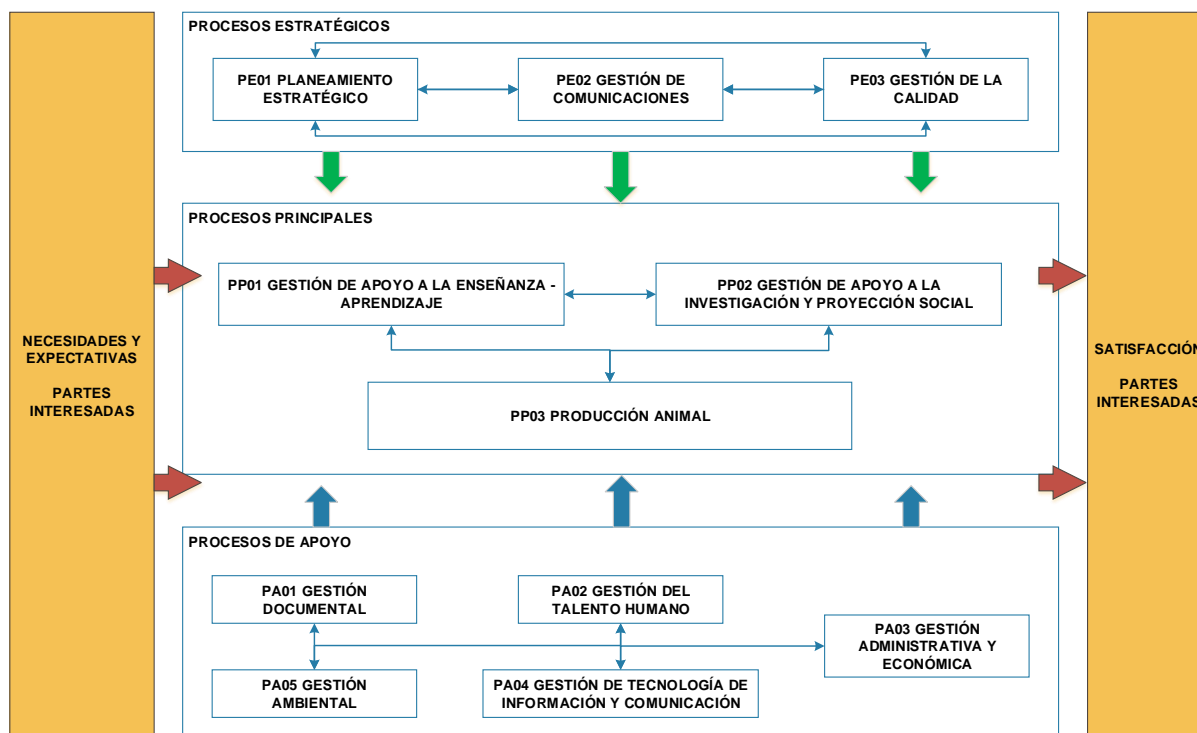 PROCESOS ESTRATÉGICOS
PE01 PLANEAMIENTO
ESTRATÉGICO
PE02 GESTIÓN DE
COMUNICACIONES
PE03 GESTIÓN DE LA
CALIDAD
NECESIDADES Y
EXPECTATIVAS
PARTES
INTERESADAS
PROCESOS PRINCIPALES
PP01 GESTIÓN DE APOYO A LA ENSEÑANZA -
APRENDIZAJE
PP02 GESTIÓN DE APOYO A LA
INVESTIGACIÓN Y PROYECCIÓN SOCIAL
PP03 PRODUCCIÓN ANIMAL
SATISFACCIÓN
PARTES
INTERESADAS
PROCESOS DE APOYO
PA01 GESTIÓN
DOCUMENTAL
PA02 GESTIÓN DEL
TALENTO HUMANO
PA03 GESTIÓN
ADMINISTRATIVA Y
ECONÓMICA
PA05 GESTIÓN
AMBIENTAL
PA04 GESTIÓN DE TECNOLOGÍA DE
INFORMACIÓN Y COMUNICACIÓN